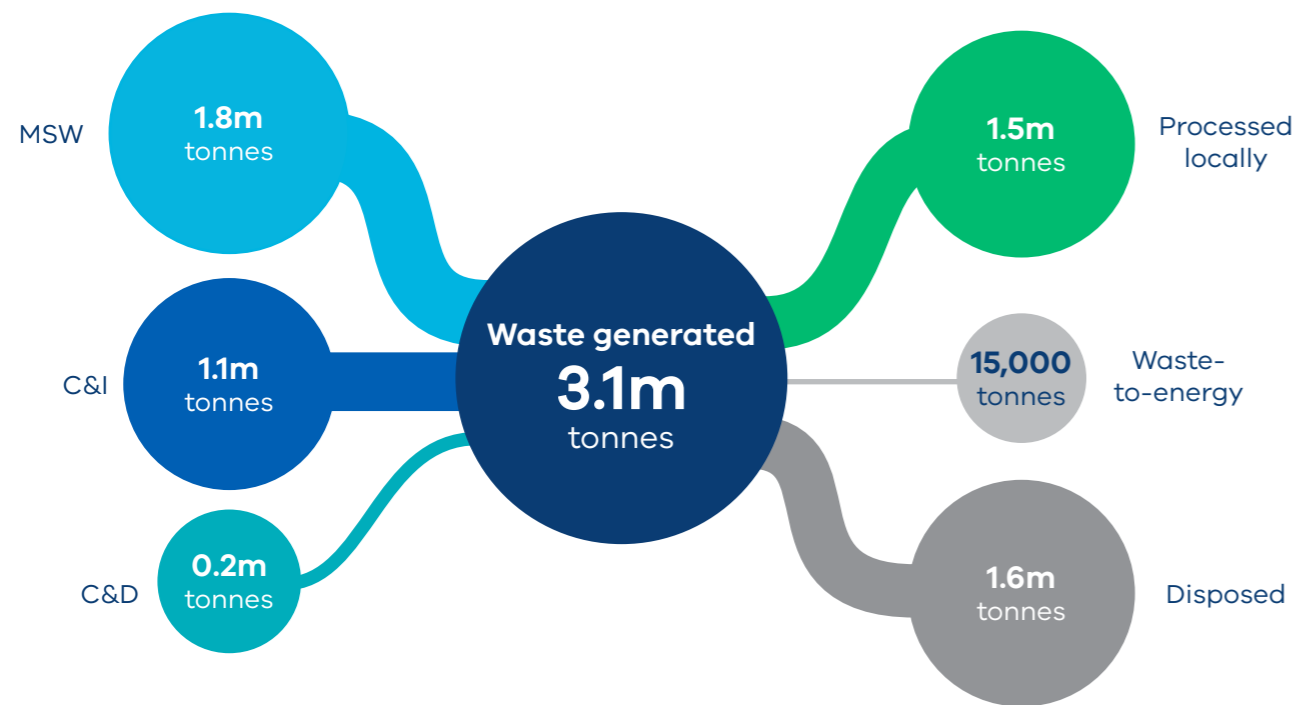 MSW
1.8m
tonnes
C&I
1.1m
tonnes
C&D
0.2m
tonnes
Waste generated
3.1m
tonnes
1.5m
tonnes
Processed
locally
15,000
tonnes
Waste-
to-energy
1.6m
tonnes
Disposed